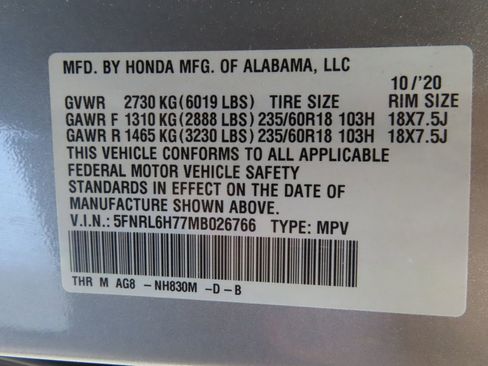 MFD. BY HONDA MFG. OF ALABAMA, LLC
10/'20
GVWR 2730 KG(6019 LBS) TIRE SIZE RIM SIZE
GAWR F 1310 KG(2888 LBS)235/60R18 103H 18X7.5J
GAWR R 1465 KG(3230 LBS)235/60R18 103H 18X7.5J
THIS VEHICLE CONFORMS TO ALL APPLICABLE
FEDERAL MOTOR VEHICLE SAFETY
STANDARDS IN EFFECT ON THE DATE OF
MANUFACTURE SHOWN ABOVE.
V.I.N.: 5FNRL6H77MB026766 TYPE: MPV
THR M AG8 - NH830M -D-B